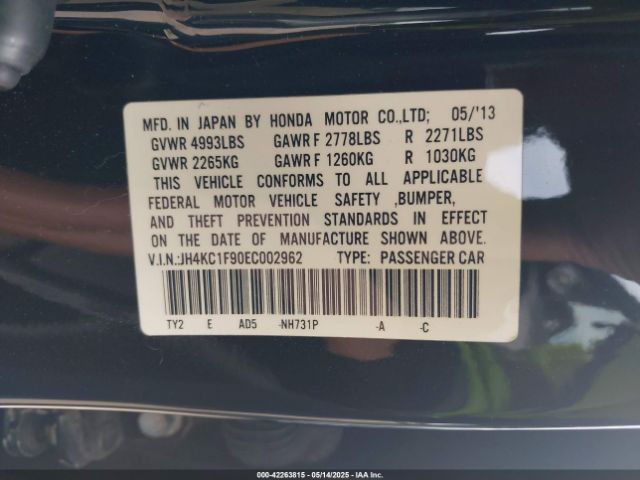 MFD. IN JAPAN BY HONDA MOTOR CO.,LTD; 05/'13
GVWR 4993LBS GAWR F 2778LBS R 2271LBS
GVWR 2265KG GAWR F 1260KG R 1030KG
THIS VEHICLE CONFORMS TO ALL APPLICABLE
FEDERAL MOTOR VEHICLE SAFETY ,BUMPER,
AND THEFT PREVENTION STANDARDS IN EFFECT
ON THE DATE OF MANUFACTURE SHOWN ABOVE.
V.I.N.:JH4KC1F90EC002962 TYPE: PASSENGER CAR
TY2 E AD5 -NH731P -A -C
000-42263815 - 05/14/2025 - IAA Inc.